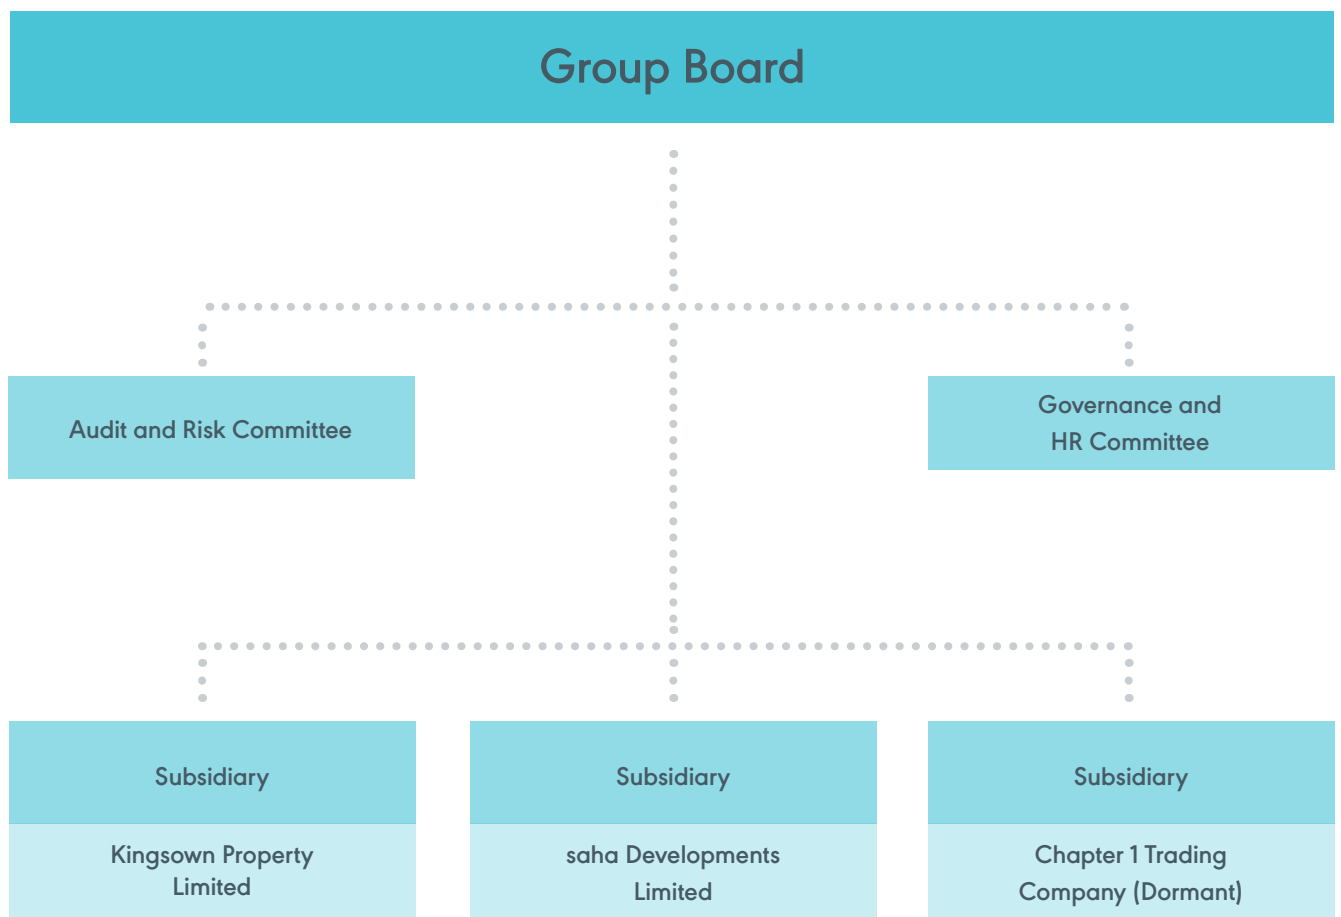 Group Board
Audit and Risk Committee
Governance and
HR Committee
Subsidiary
Kingsown Property
Limited
Subsidiary
saha Developments
Limited
Subsidiary
Chapter 1 Trading
Company (Dormant)